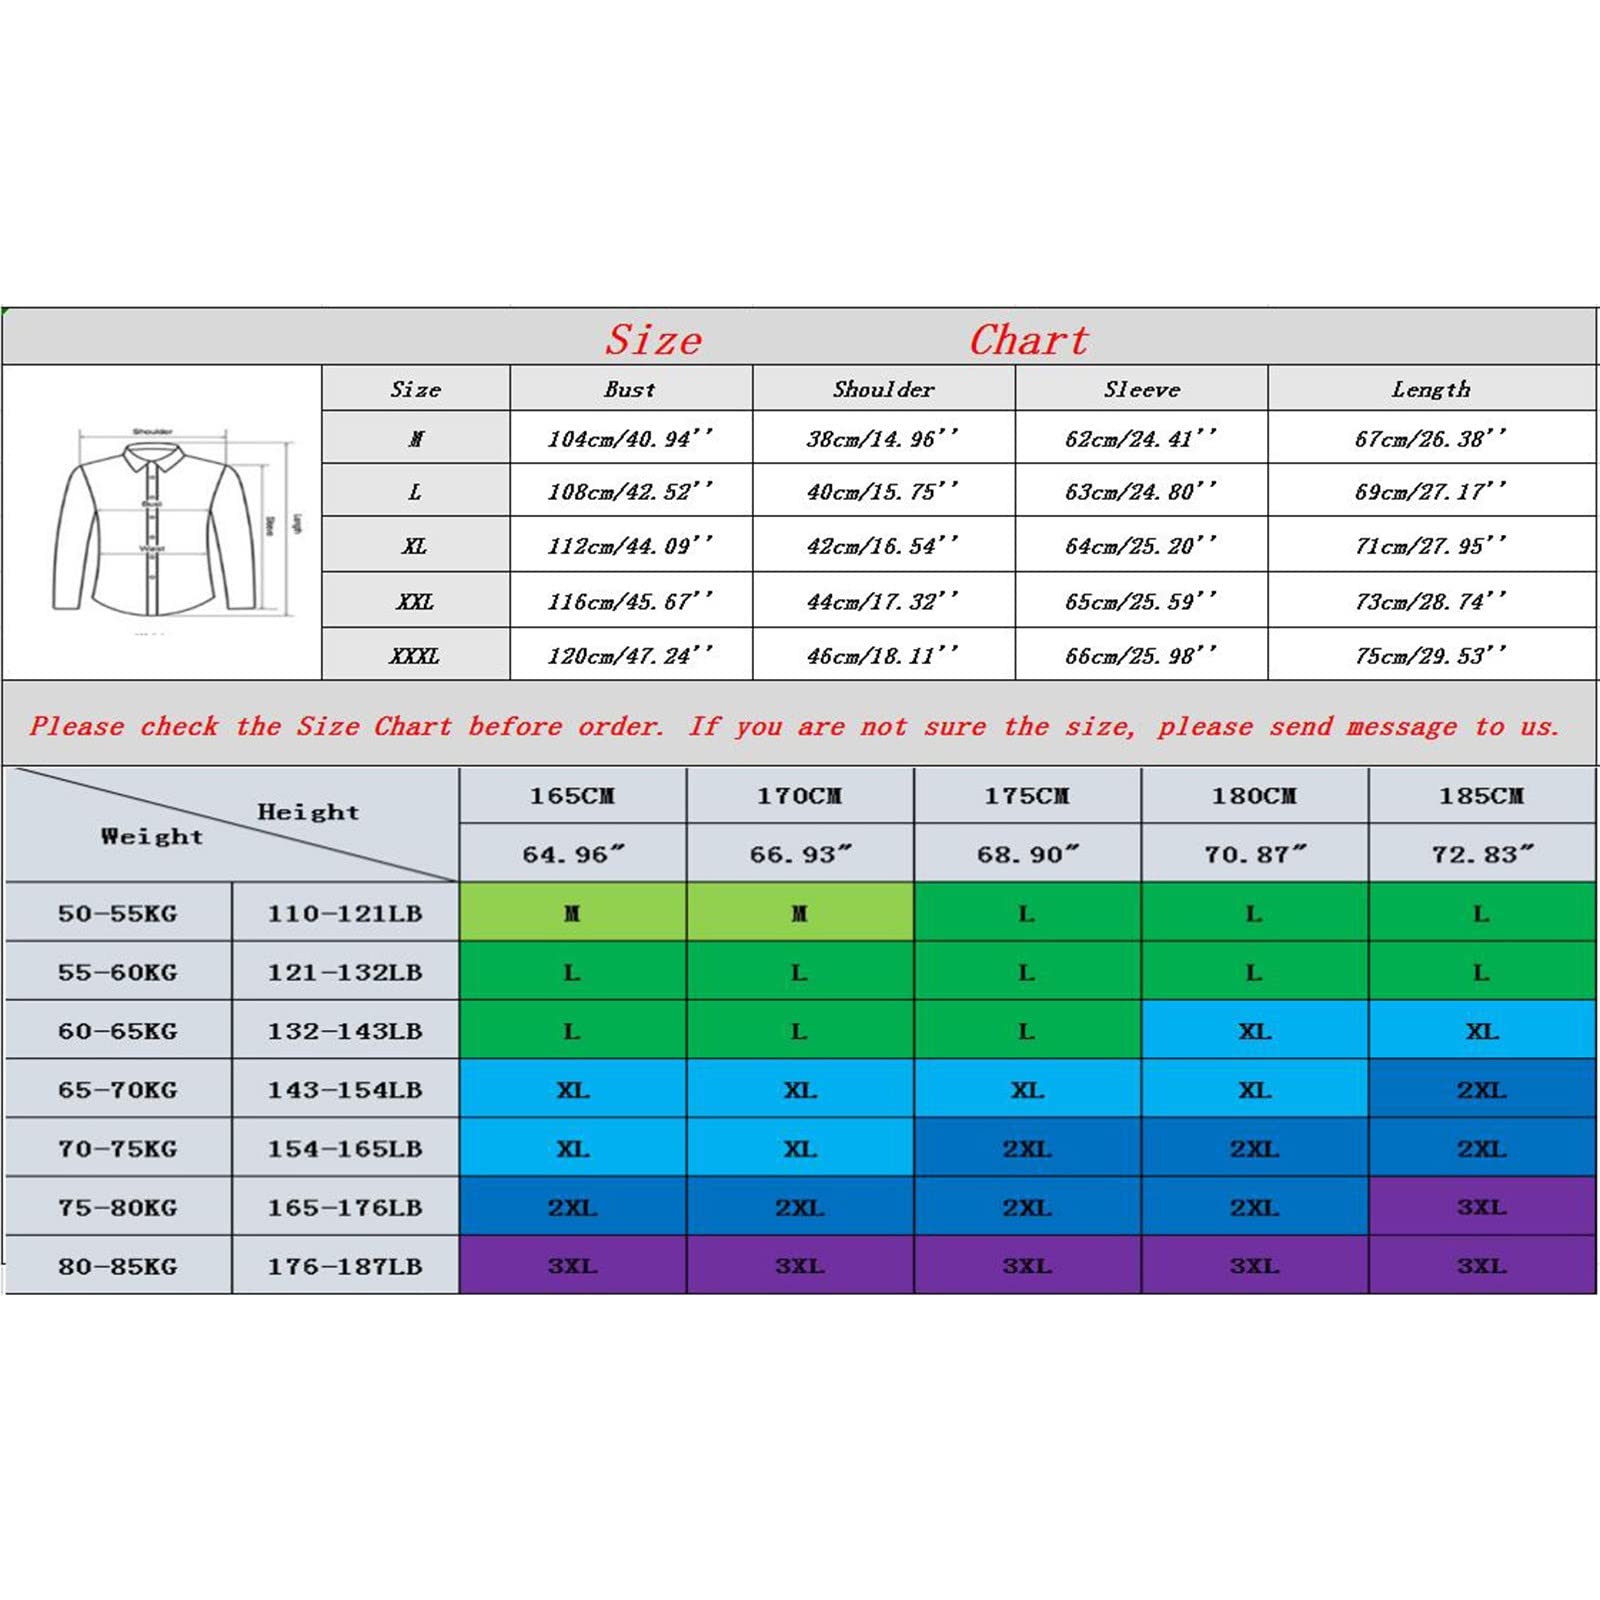 Size Chart
Size Bust Shoulder Sleeve Length
M 104cm/40.94'' 38cm/14.96'' 62cm/24.41'' 67cm/26.38''
L 108cm/42.52'' 40cm/15.75'' 63cm/24.80'' 69cm/27.17''
XL 112cm/44.09'' 42cm/16.54'' 64cm/25.20'' 71cm/27.95''
XXL 116cm/45.67'' 44cm/17.32'' 65cm/25.59'' 73cm/28.74''
XXXL 120cm/47.24'' 46cm/18.11'' 66cm/25.98'' 75cm/29.53''
Shoulder
Bust
Waist
Sleeve
Length
Please check the Size Chart before order. If you are not sure the size, please send message to us.
Height
Weight
165CM 170CM 175CM 180CM 185CM
64.96" 66.93" 68.90" 70.87" 72.83"
50-55KG 110-121LB M M L L L
55-60KG 121-132LB L L L L L
60-65KG 132-143LB L L L XL XL
65-70KG 143-154LB XL XL XL XL 2XL
70-75KG 154-165LB XL XL 2XL 2XL 2XL
75-80KG 165-176LB 2XL 2XL 2XL 2XL 3XL
80-85KG 176-187LB 3XL 3XL 3XL 3XL 3XL